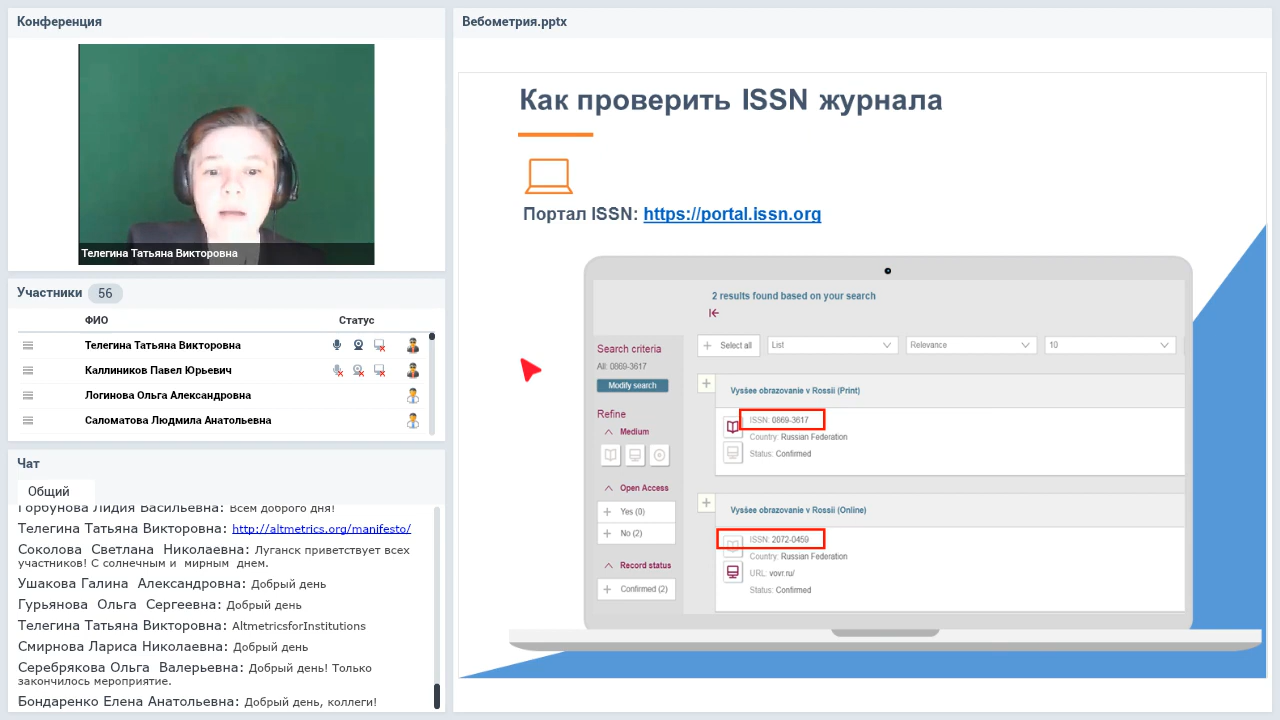 Конференция
Телегина Татьяна Викторовна
Участники 56
ФИО Статус
Телегина Татьяна Викторовна
Каллиников Павел Юрьевич
Логинова Ольга Александровна
Саломатова Людмила Анатольевна
Чат
Общий
Горбунова Лидия Васильевна: Всем доброго дня!
Телегина Татьяна Викторовна: http://altmetrics.org/manifesto/
Соколова Светлана Николаевна: Луганск приветствует всех
участников! С солнечным и мирным днем.
Ушакова Галина Александровна: Добрый день
Гурьянова Ольга Сергеевна: Добрый день
Телегина Татьяна Викторовна: AltmetricsforInstitutions
Смирнова Лариса Николаевна: Добрый день
Серебрякова Ольга Валерьевна: Добрый день! Только
закончилось мероприятие.
Бондаренко Елена Анатольевна: Добрый день, коллеги!
Вебометрия.pptx
Как проверить ISSN журнала
Портал ISSN: https://portal.issn.org
2 results found based on your search
Search criteria
All: 0869-3617
Modify search
Refine
Medium
Open Access
Yes (0)
No (2)
Record status
Confirmed (2)
Select all
List
Relevance
10
Vysšee obrazovanie v Rossii (Print)
ISSN: 0869-3617
Country: Russian Federation
Status: Confirmed
Vysšee obrazovanie v Rossii (Online)
ISSN: 2072-0459
Country: Russian Federation
URL: vovr.ru/
Status: Confirmed